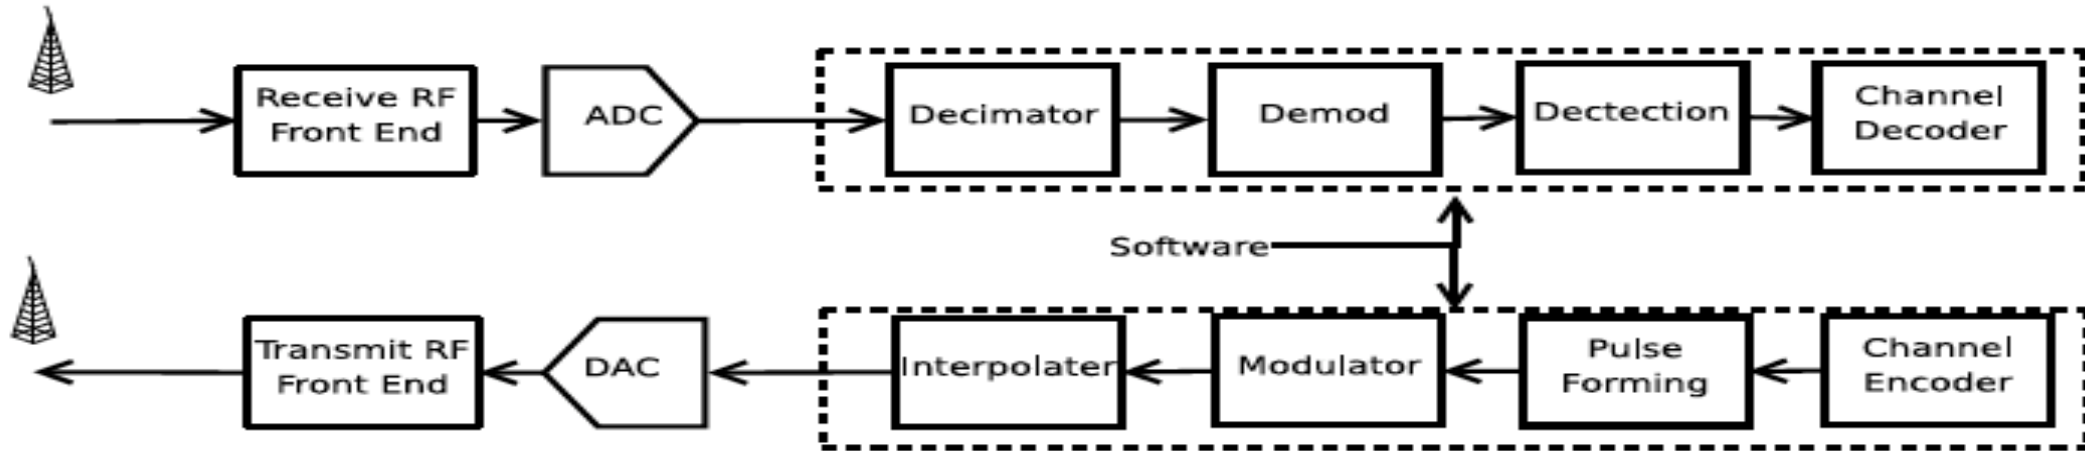 Receive RF
Front End
ADC
Decimator
Demod
Dectection
Channel
Decoder
Software
Transmit RF
Front End
DAC
Interpolater
Modulator
Pulse
Forming
Channel
Encoder